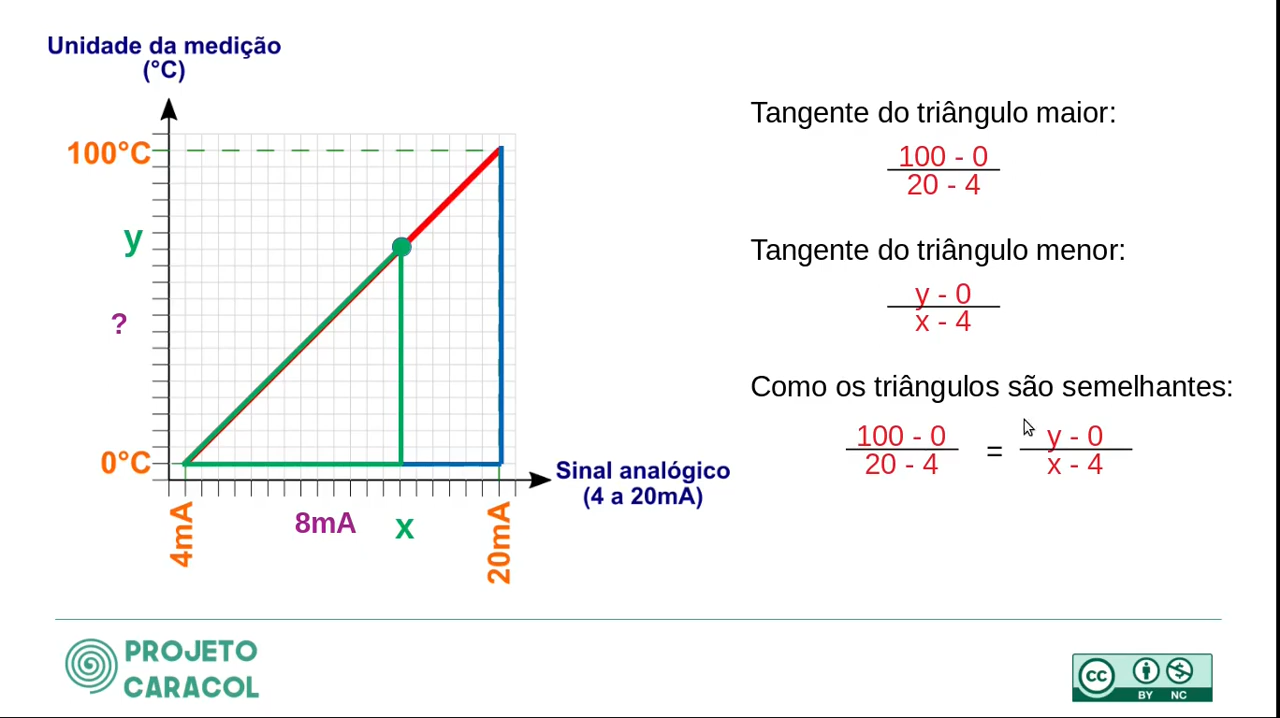 Unidade da medição
(°C)
100°C
y
?
0°C
Sinal analógico
(4 a 20mA)
4mA
8mA
x
20mA
Tangente do triângulo maior:
100 - 0
20 - 4
Tangente do triângulo menor:
y - 0
x - 4
Como os triângulos são semelhantes:
100 - 0
20 - 4
=
y - 0
x - 4
PROJETO
CARACOL
cc
BY NC